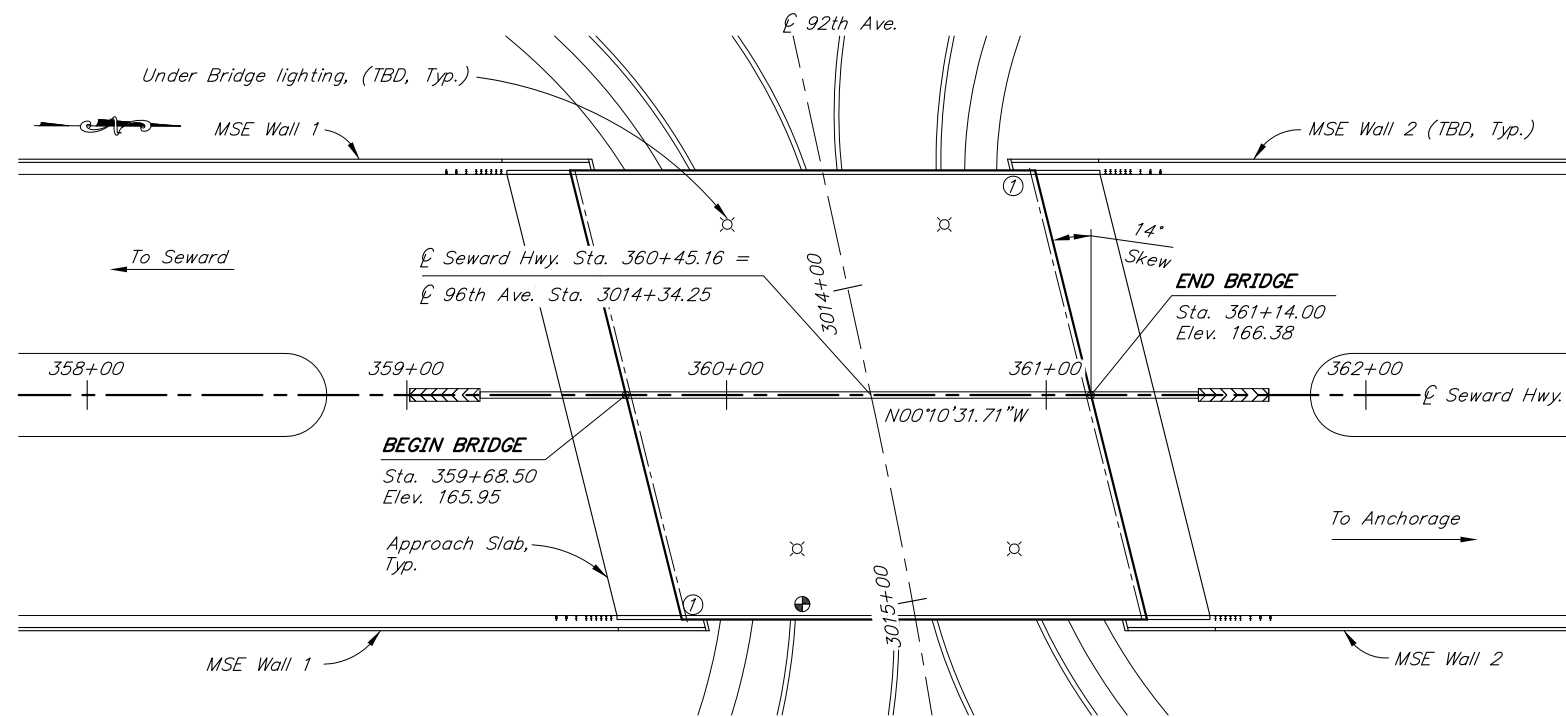 ℄ 92th Ave.
Under Bridge lighting, (TBD, Typ.)
MSE Wall 1
MSE Wall 2 (TBD, Typ.)
1
To Seward
℄ Seward Hwy. Sta. 360+45.16 =
℄ 96th Ave. Sta. 3014+34.25
3014+00
14°
Skew
END BRIDGE
Sta. 361+14.00
Elev. 166.38
358+00
359+00
360+00
361+00
362+00
℄ Seward Hwy.
N00°10'31.71"W
BEGIN BRIDGE
Sta. 359+68.50
Elev. 165.95
To Anchorage
Approach Slab,
Typ.
1
3015+00
MSE Wall 1
MSE Wall 2